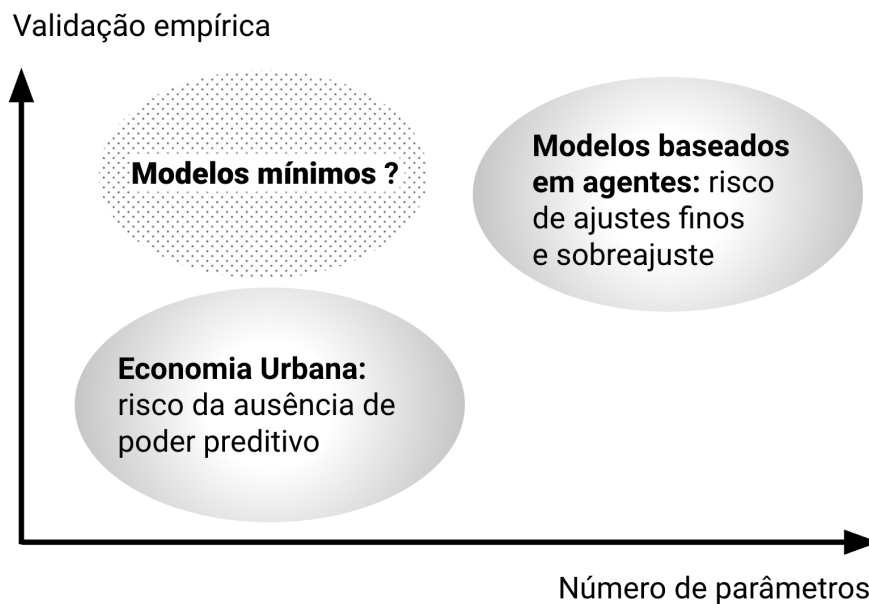 Validação empírica
Modelos mínimos ?
Modelos baseados
em agentes: risco
de ajustes finos
e sobreajuste
Economia Urbana:
risco da ausência de
poder preditivo
Número de parâmetros